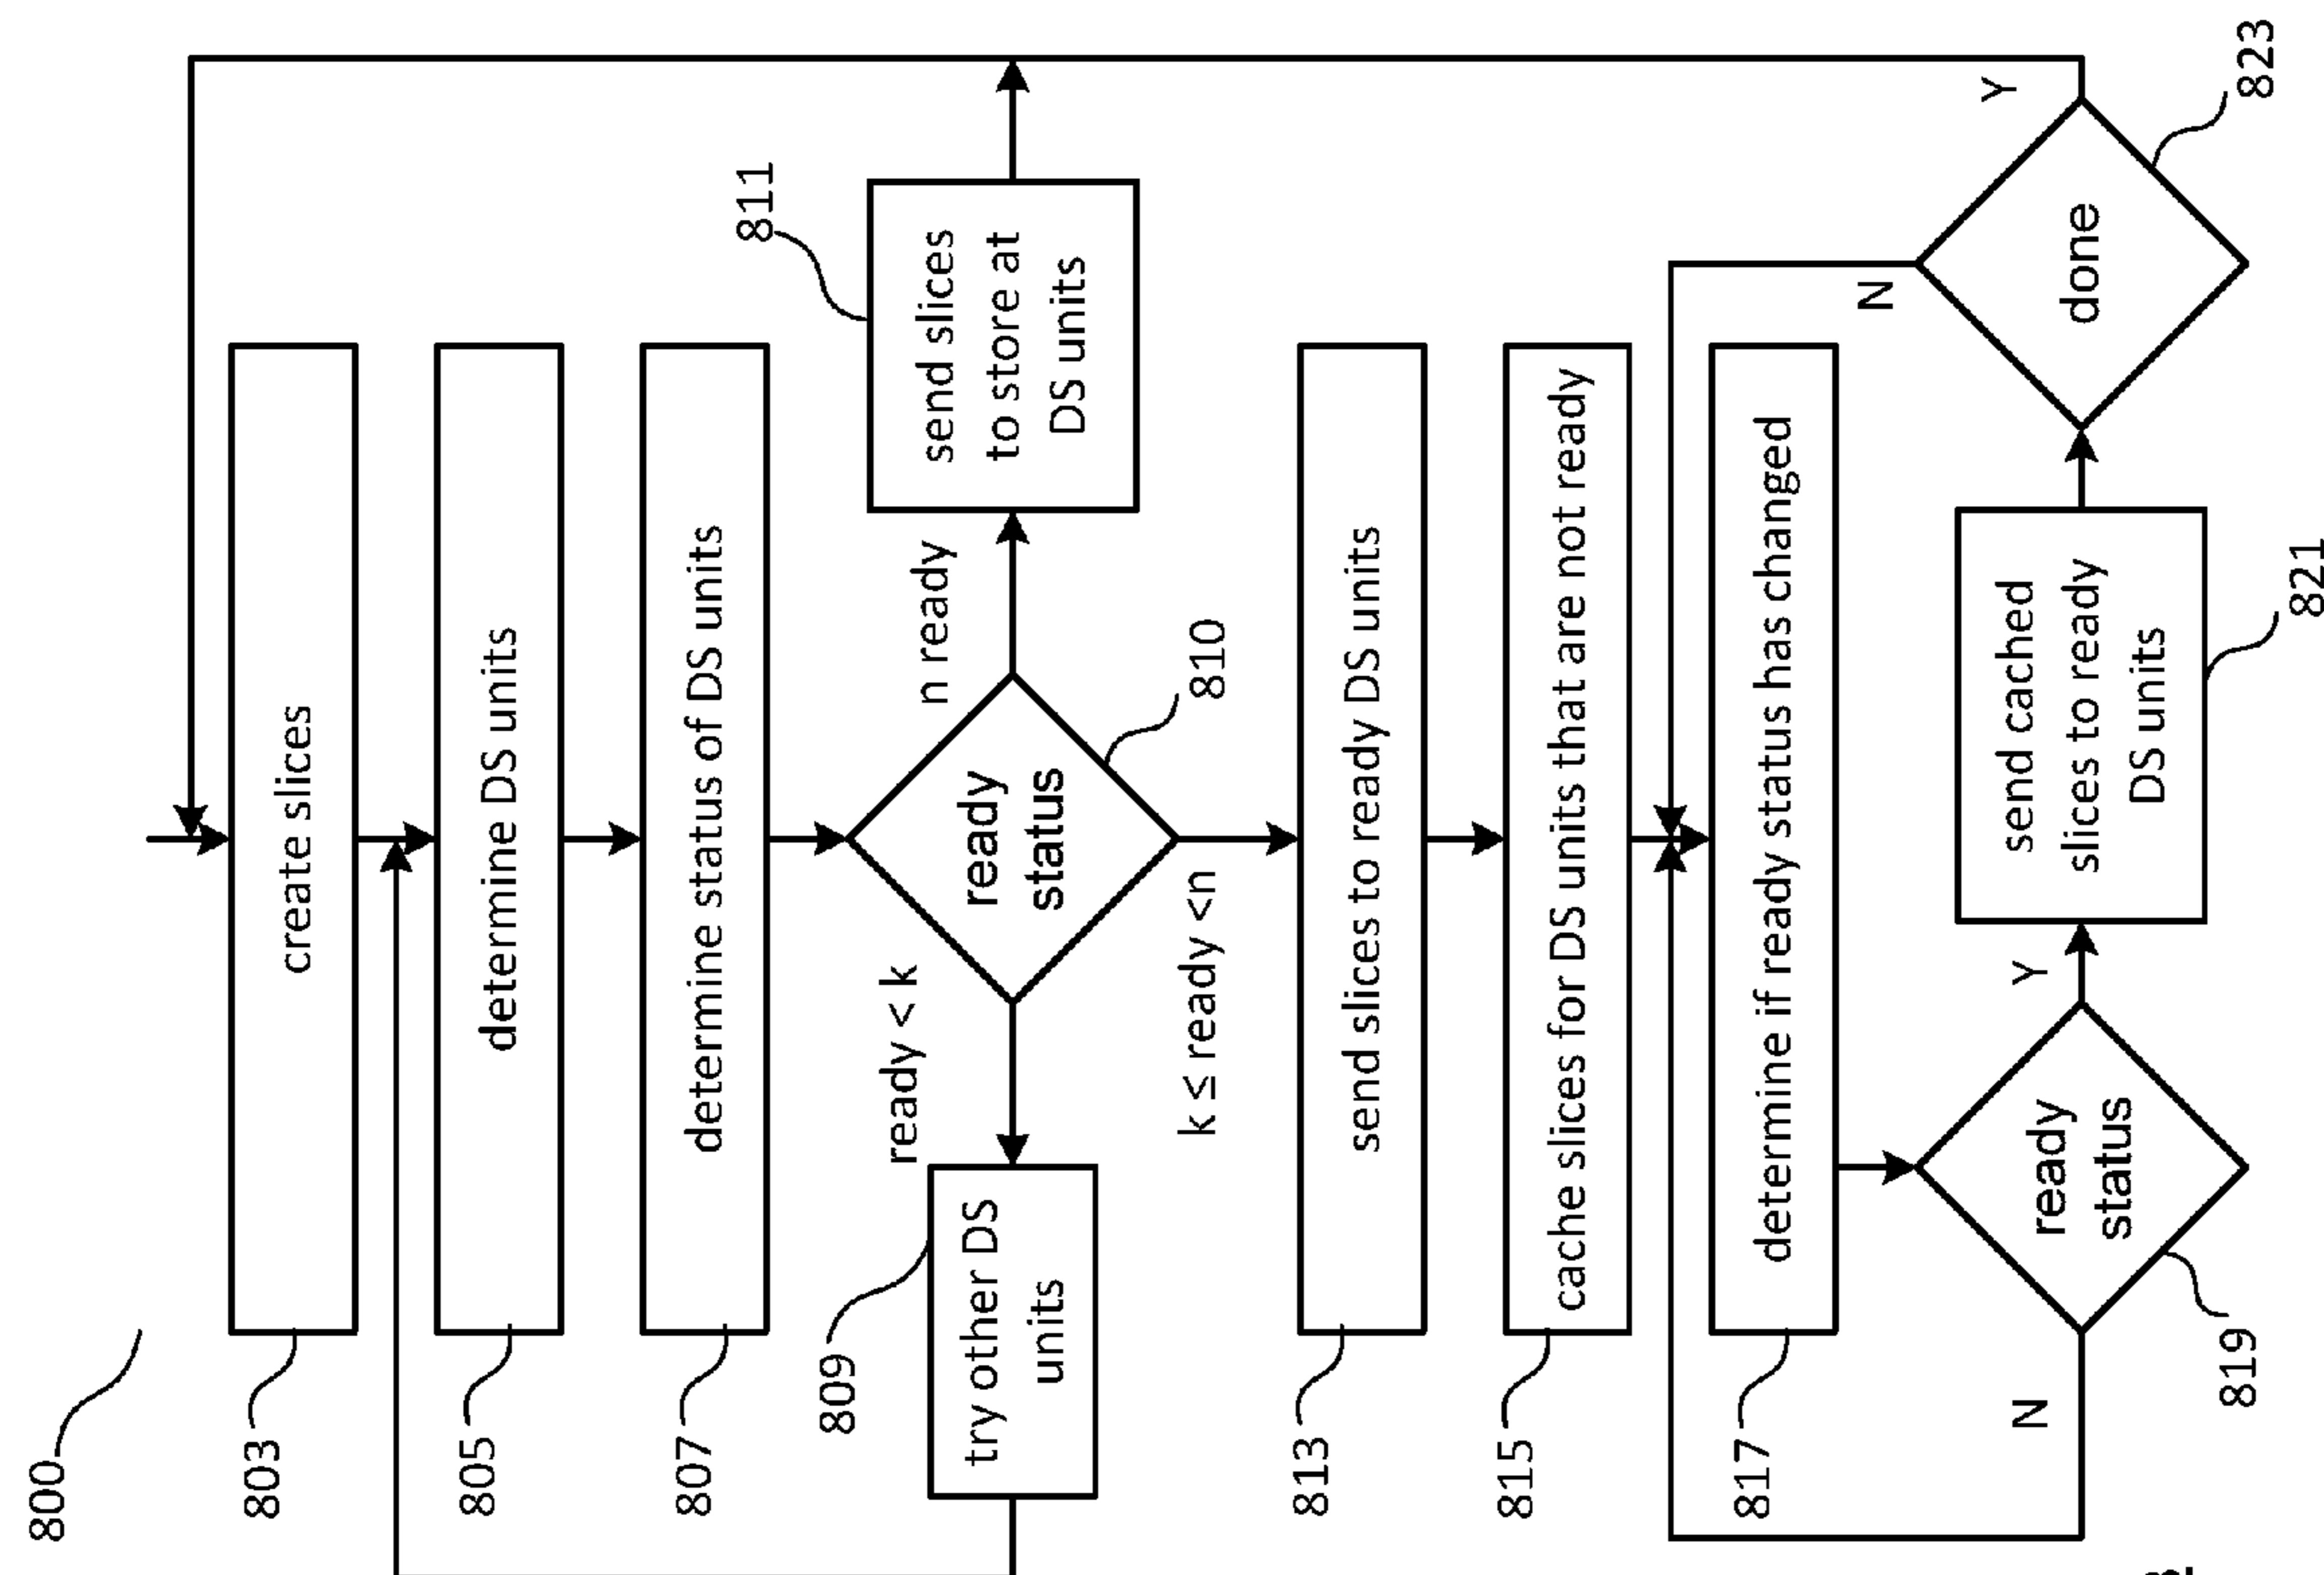 800
803
create slices
805
determine DS units
807
determine status of DS units
809
try other DS
units
ready < k
ready
status
810
n ready
811
send slices
to store at
DS units
k ≤ ready <n
813
send slices to ready DS units
815
cache slices for DS units that are not ready
817
determine if ready status has changed
N
ready
status
819
Y
send cached
slices to ready
DS units
821
done
N
Y
823